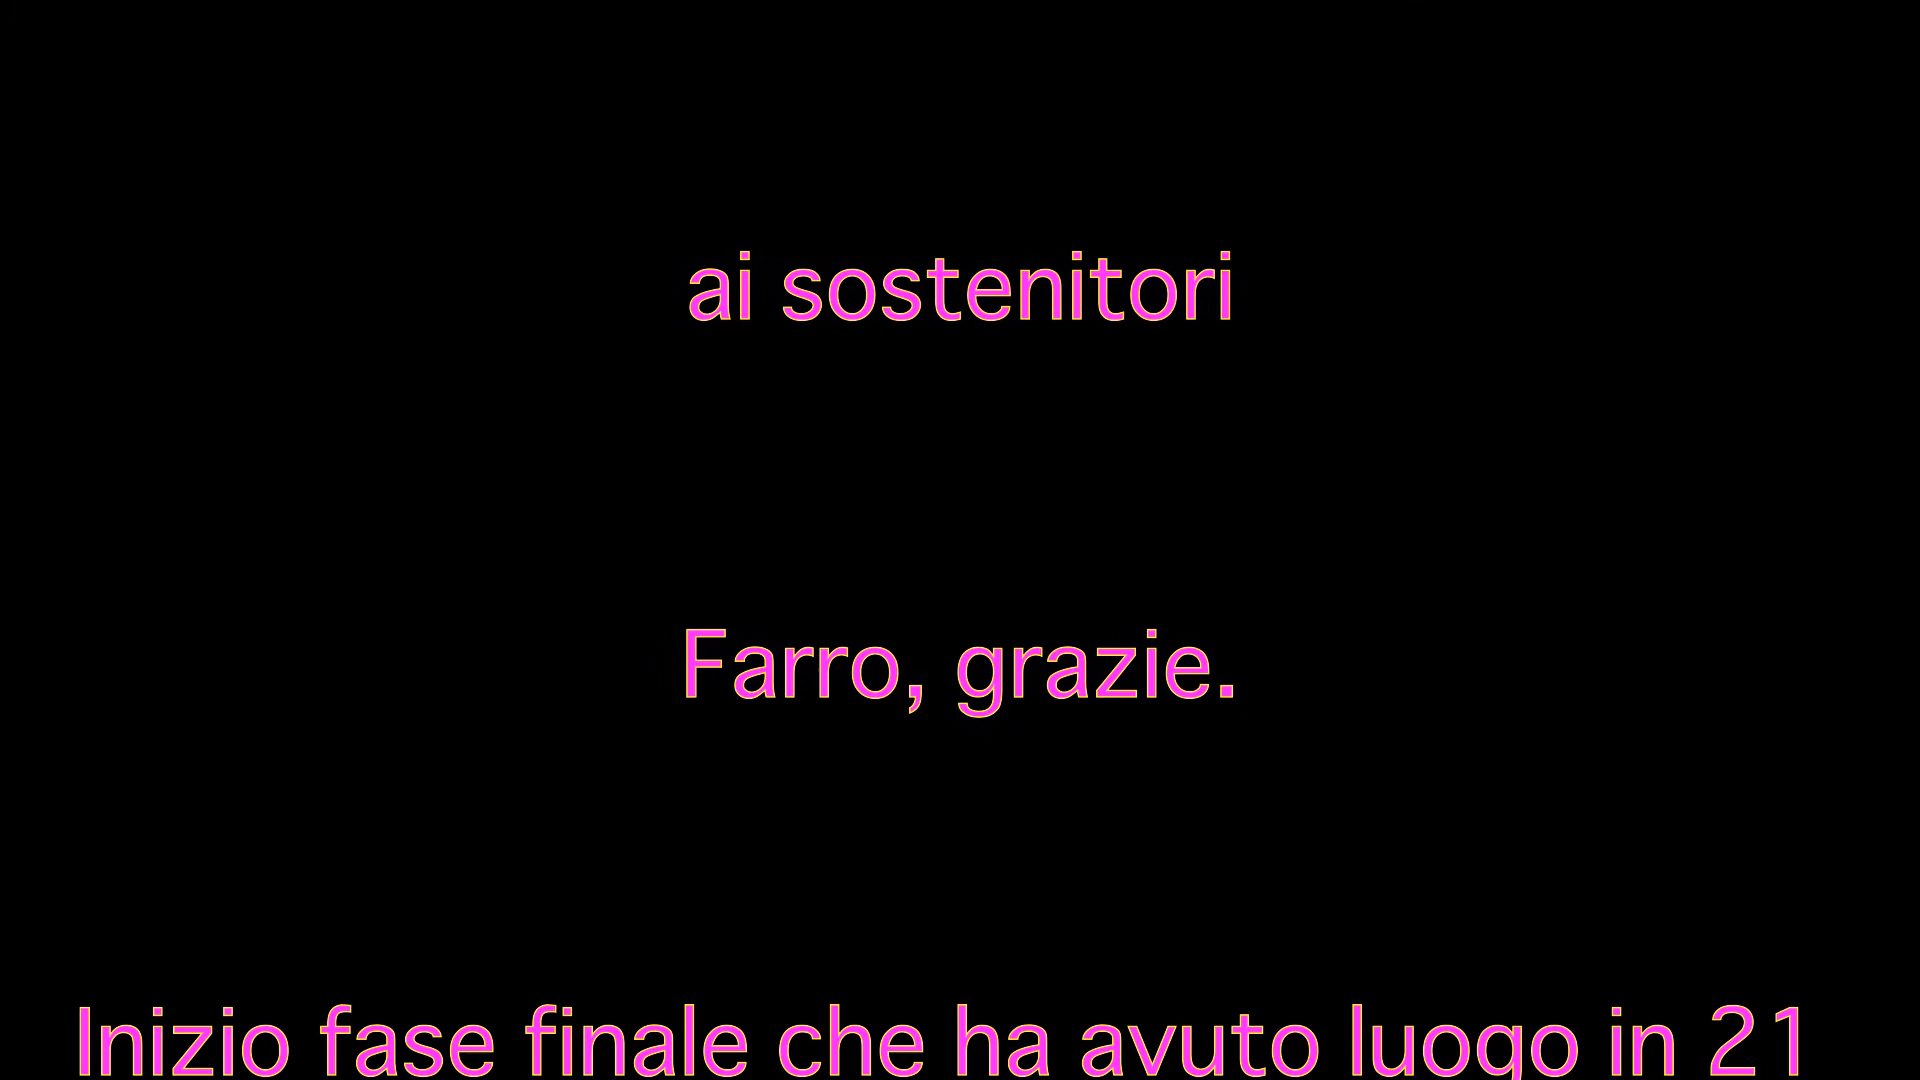 ai sostenitori
Farro, grazie.
Inizio fase finale che ha avuto luogo in 21